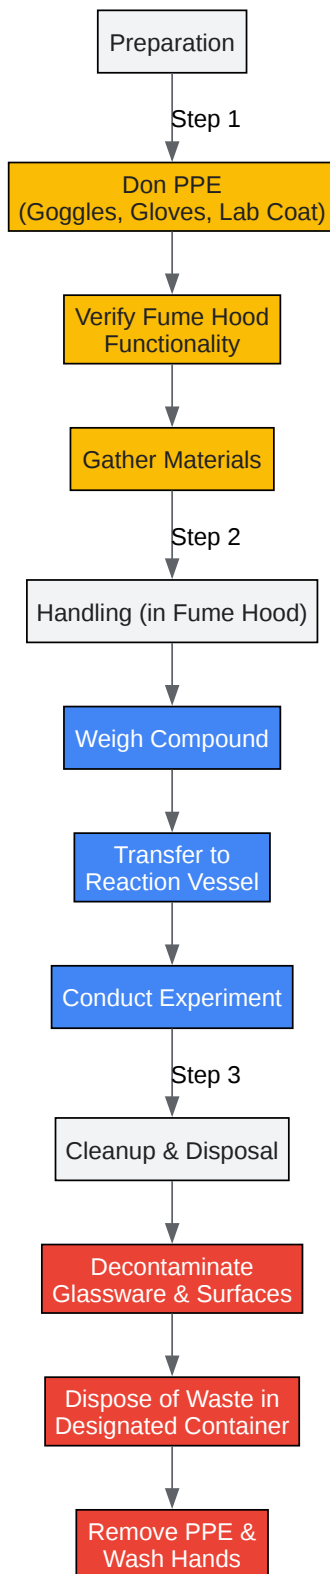 Preparation
Step 1
Don PPE
(Goggles, Gloves, Lab Coat)
Verify Fume Hood
Functionality
Gather Materials
Step 2
Handling (in Fume Hood)
Weigh Compound
Transfer to
Reaction Vessel
Conduct Experiment
Step 3
Cleanup & Disposal
Decontaminate
Glassware & Surfaces
Dispose of Waste in
Designated Container
Remove PPE &
Wash Hands